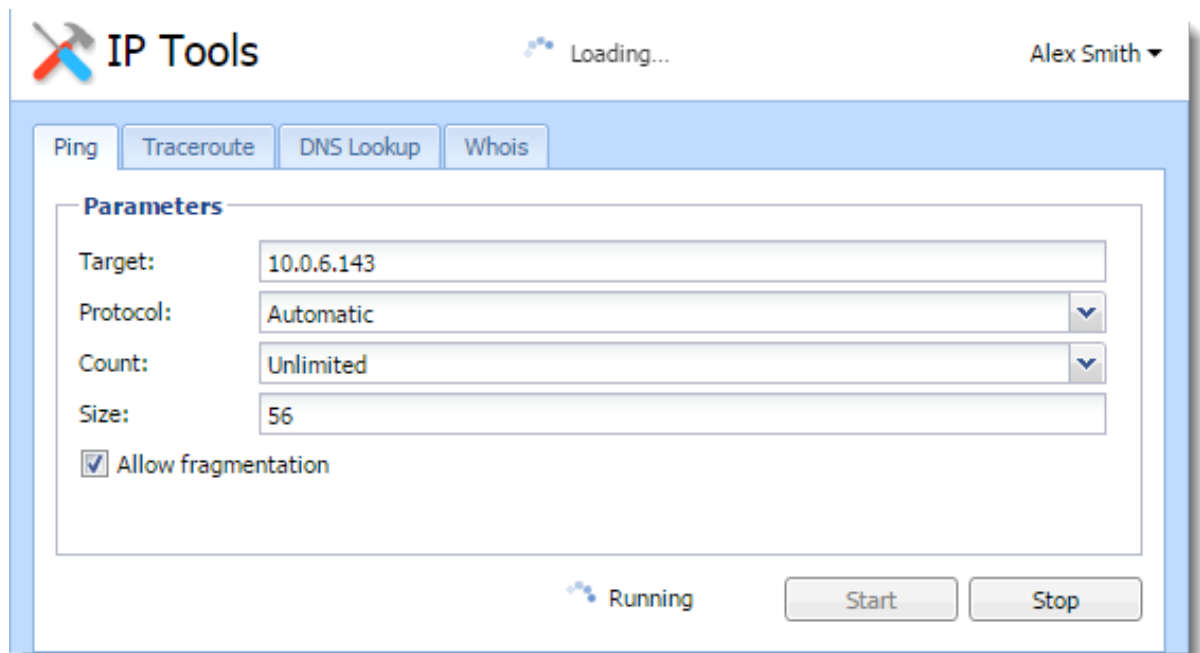 IP Tools Loading... Alex Smith
Ping Traceroute DNS Lookup Whois
Parameters
Target: 10.0.6.143
Protocol: Automatic
Count: Unlimited
Size: 56
Allow fragmentation
Running Start Stop